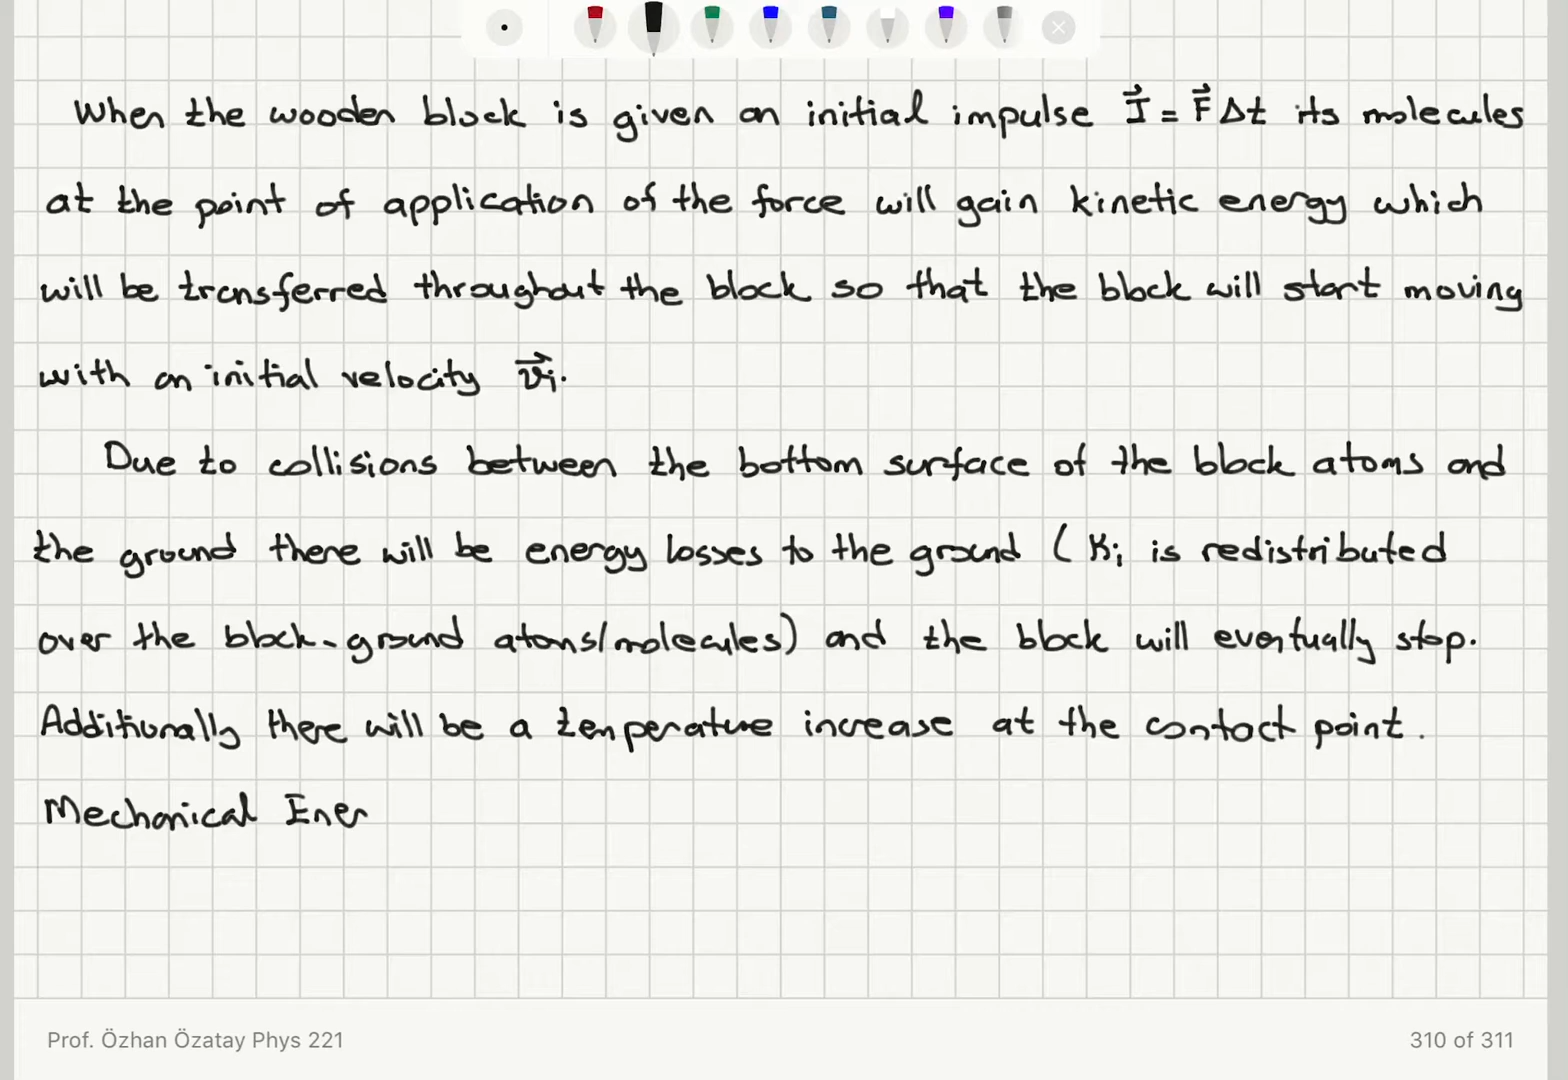 When the wooden block is given an initial impulse I⃗ = F⃗ Δt its molecules
at the point of application of the force will gain kinetic energy which
will be transferred throughout the block so that the block will start moving
with an initial velocity v⃗ᵢ.
Due to collisions between the bottom surface of the block atoms and
the ground there will be energy losses to the ground ( Kᵢ is redistributed
over the block-ground atoms/molecules) and the block will eventually stop.
Additionally there will be a temperature increase at the contact point.
Mechanical Ener
Prof. Özhan Özatay Phys 221
310 of 311